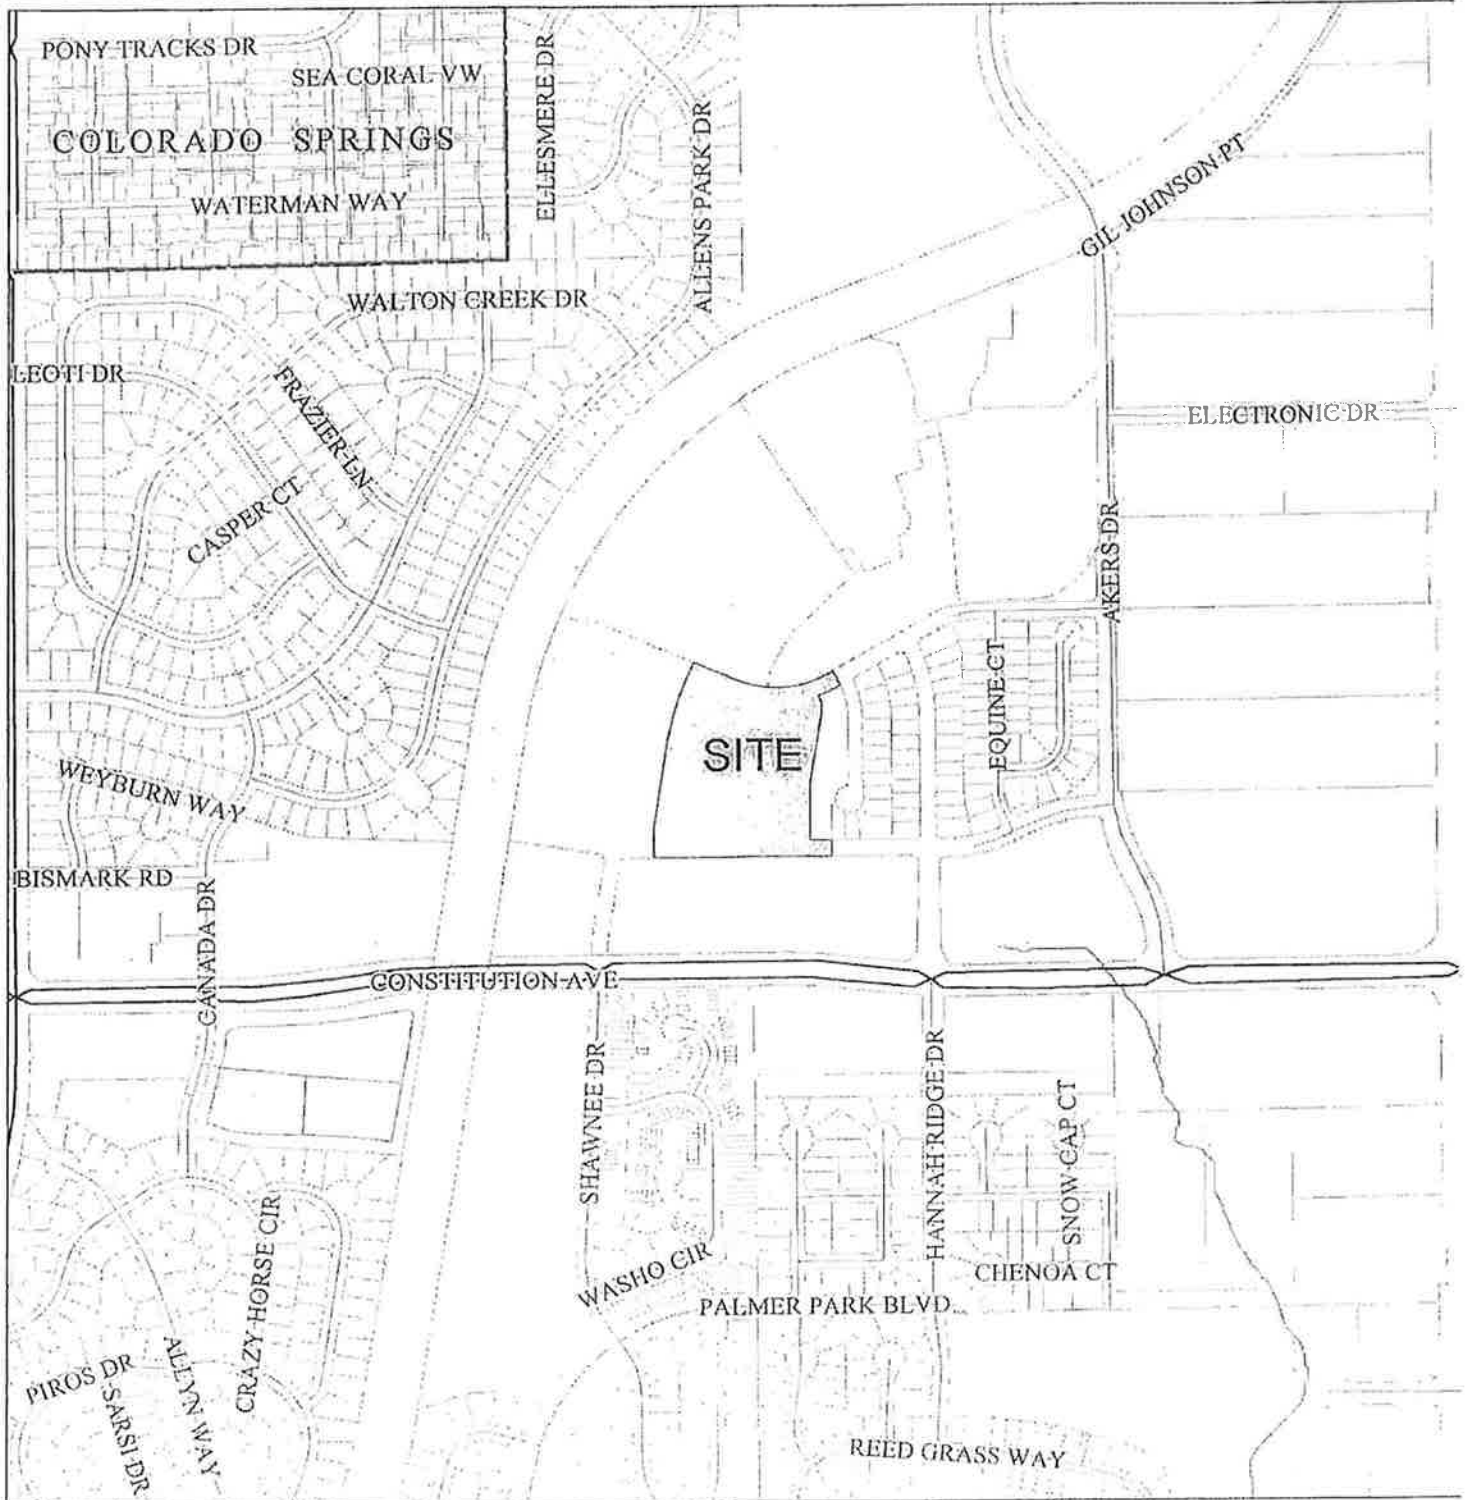 PONY TRACKS DR
SEA CORAL VW
COLORADO SPRINGS
WATERMAN WAY
ELLESMERE DR
ALLENS PARK DR
GIL JOHNSON PT
WALTON CREEK DR
LEOTI DR
FRAZIER LN
CASPER CT
ELECTRONIC DR
AKERS DR
EQUINE CT
SITE
WEYBURN WAY
BISMARK RD
CANADA DR
CONSTITUTION AVE
SHAWNEE DR
HANNAH RIDGE DR
SNOW CAP CT
CRAZY HORSE CIR
WASHO CIR
CHENOA CT
PALMER PARK BLVD
PIROS DR
SARSI DR
ALLYN WAY
REED GRASS WAY